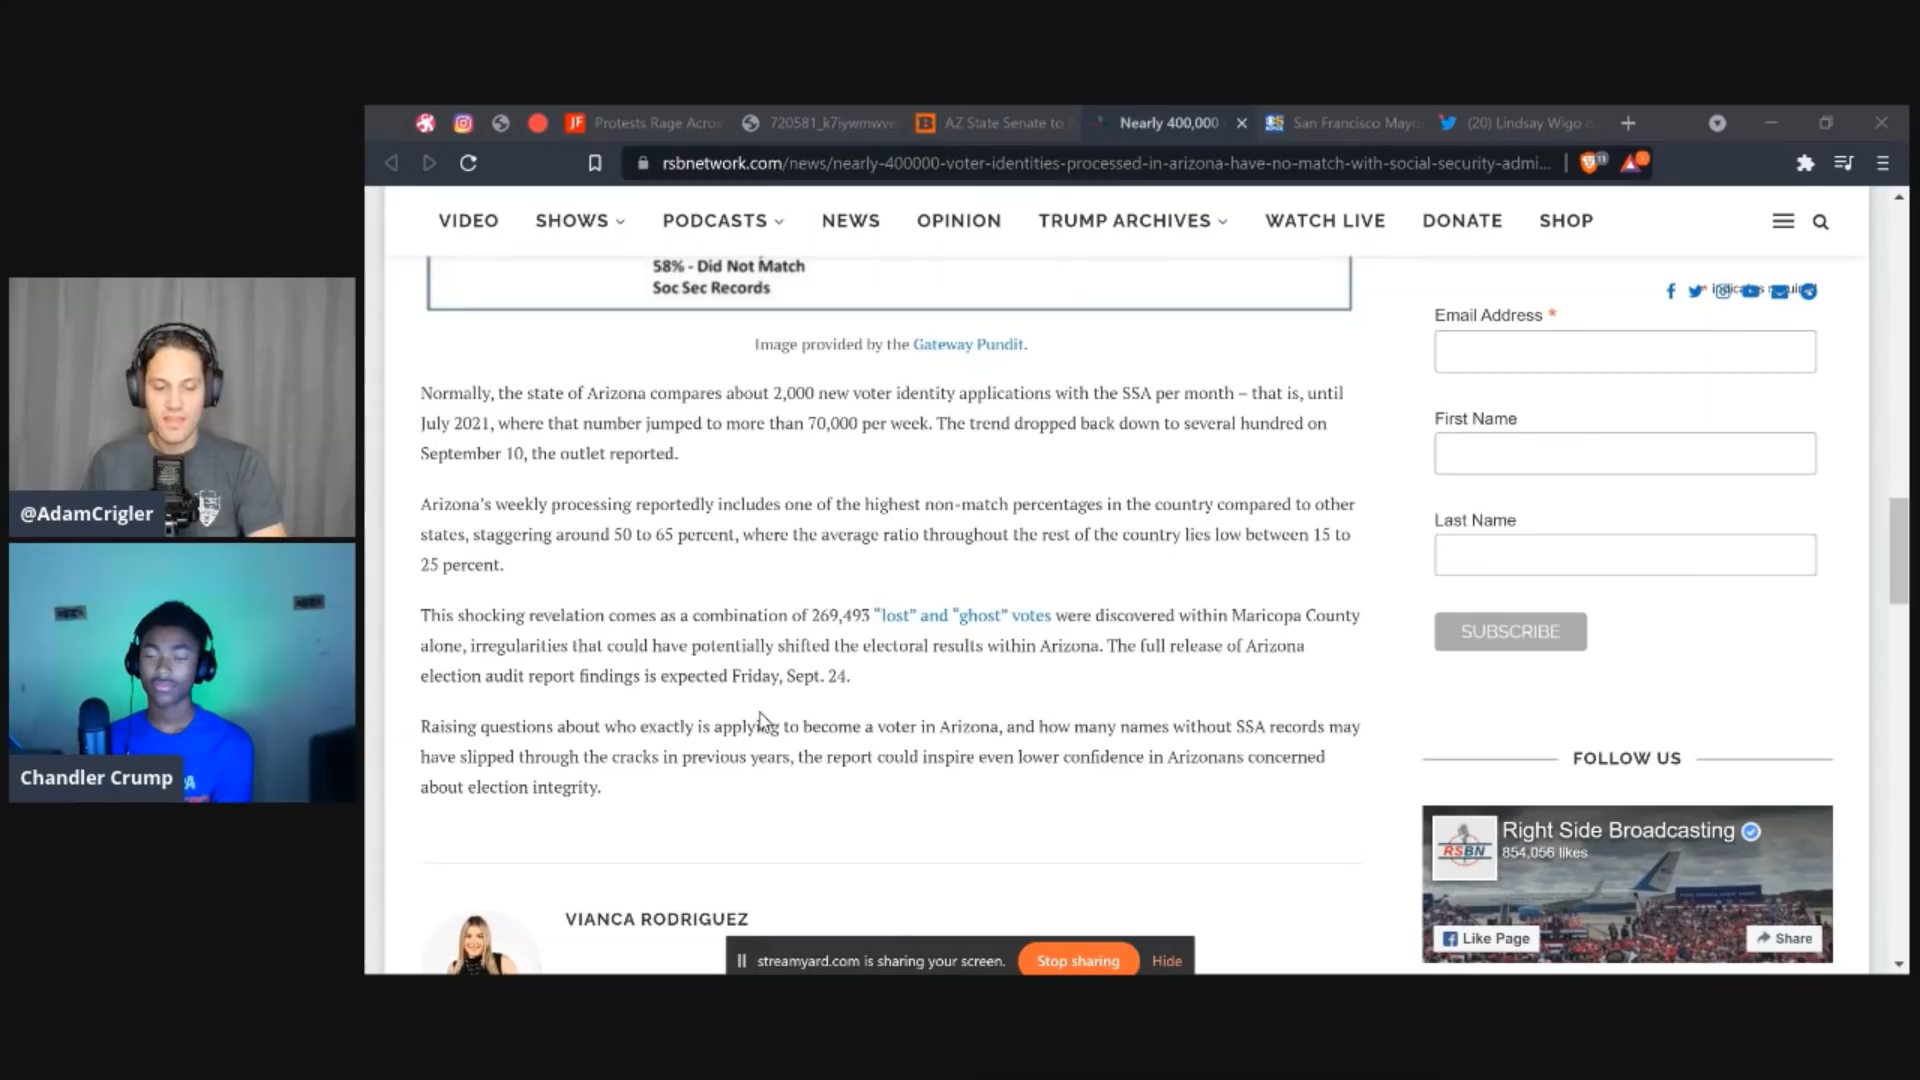 Protests Rage Acros
720581_k7iywmwve
AZ State Senate to
Nearly 400,000
San Francisco Mayo
(20) Lindsay Wigo o
rsbnetwork.com/news/nearly-400000-voter-identities-processed-in-arizona-have-no-match-with-social-security-admi...
VIDEO SHOWS PODCASTS NEWS OPINION TRUMP ARCHIVES WATCH LIVE DONATE SHOP
58% - Did Not Match
Soc Sec Records
Image provided by the Gateway Pundit.
Normally, the state of Arizona compares about 2,000 new voter identity applications with the SSA per month – that is, until
July 2021, where that number jumped to more than 70,000 per week. The trend dropped back down to several hundred on
September 10, the outlet reported.
Arizona's weekly processing reportedly includes one of the highest non-match percentages in the country compared to other
states, staggering around 50 to 65 percent, where the average ratio throughout the rest of the country lies low between 15 to
25 percent.
This shocking revelation comes as a combination of 269,493 “lost” and “ghost” votes were discovered within Maricopa County
alone, irregularities that could have potentially shifted the electoral results within Arizona. The full release of Arizona
election audit report findings is expected Friday, Sept. 24.
Raising questions about who exactly is applying to become a voter in Arizona, and how many names without SSA records may
have slipped through the cracks in previous years, the report could inspire even lower confidence in Arizonans concerned
about election integrity.
VIANCA RODRIGUEZ
streamyard.com is sharing your screen. Stop sharing Hide
* indicates required
Email Address *
First Name
Last Name
SUBSCRIBE
FOLLOW US
Right Side Broadcasting
RSBN
854,056 likes
Like Page
Share
@AdamCrigler
Chandler Crump